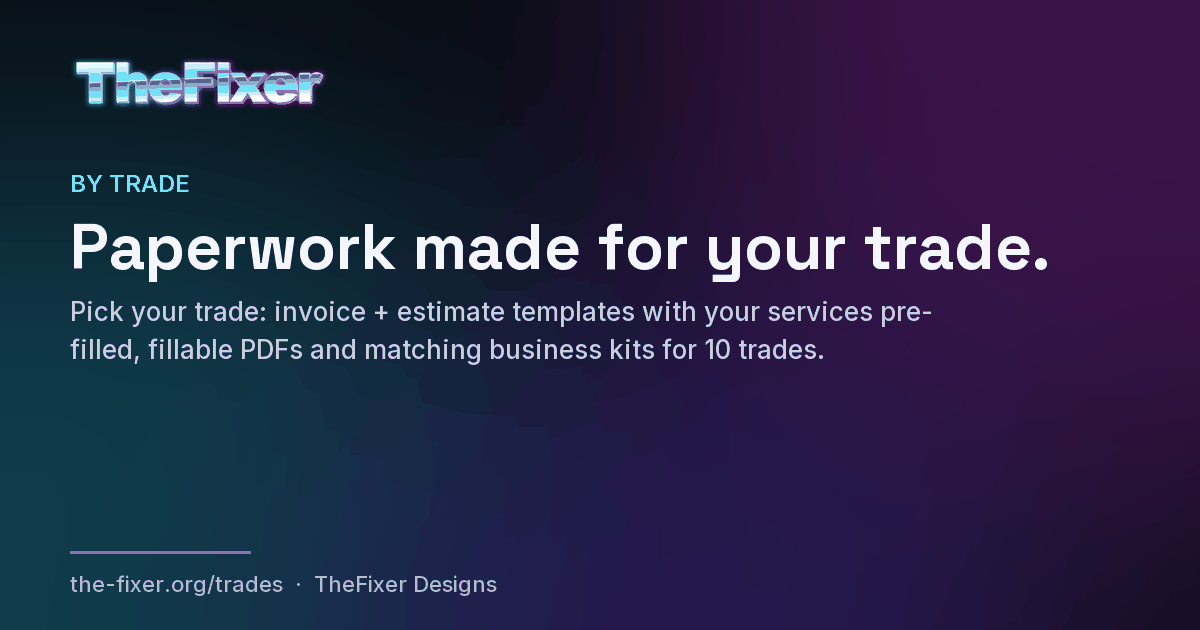 TheFixer
BY TRADE
Paperwork made for your trade.
Pick your trade: invoice + estimate templates with your services pre-
filled, fillable PDFs and matching business kits for 10 trades.
the-fixer.org/trades · TheFixer Designs